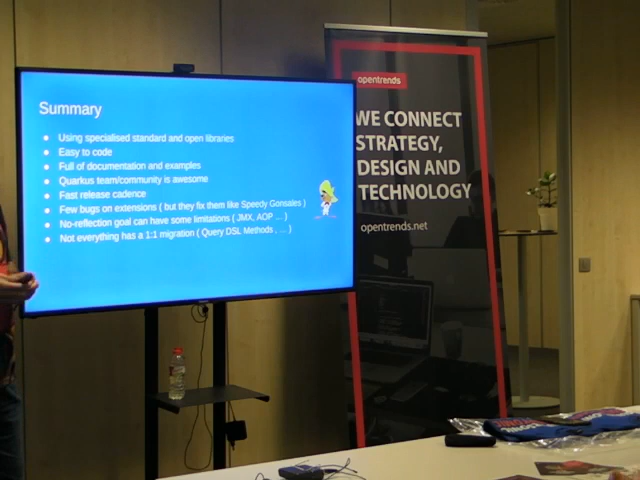 Summary
Using specialised standard and open libraries
Easy to code
Full of documentation and examples
Quarkus team/community is awesome
Fast release cadence
Few bugs on extensions ( but they fix them like Speedy Gonsales )
No-reflection goal can have some limitations ( JMX, AOP ... )
Not everything has a 1:1 migration ( Query DSL Methods , ... )
opentrends
WE CONNECT
STRATEGY,
DESIGN AND
TECHNOLOGY
opentrends.net